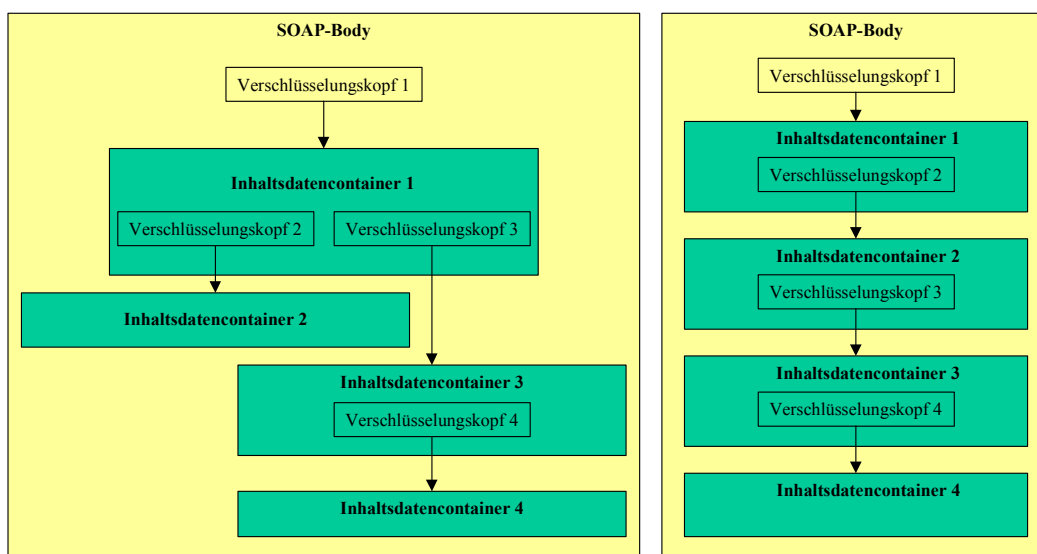 SOAP-Body
Verschlüsselungskopf 1
Inhaltsdatencontainer 1
Verschlüsselungskopf 2
Verschlüsselungskopf 3
Inhaltsdatencontainer 2
Inhaltsdatencontainer 3
Verschlüsselungskopf 4
Inhaltsdatencontainer 4
SOAP-Body
Verschlüsselungskopf 1
Inhaltsdatencontainer 1
Verschlüsselungskopf 2
Inhaltsdatencontainer 2
Verschlüsselungskopf 3
Inhaltsdatencontainer 3
Verschlüsselungskopf 4
Inhaltsdatencontainer 4